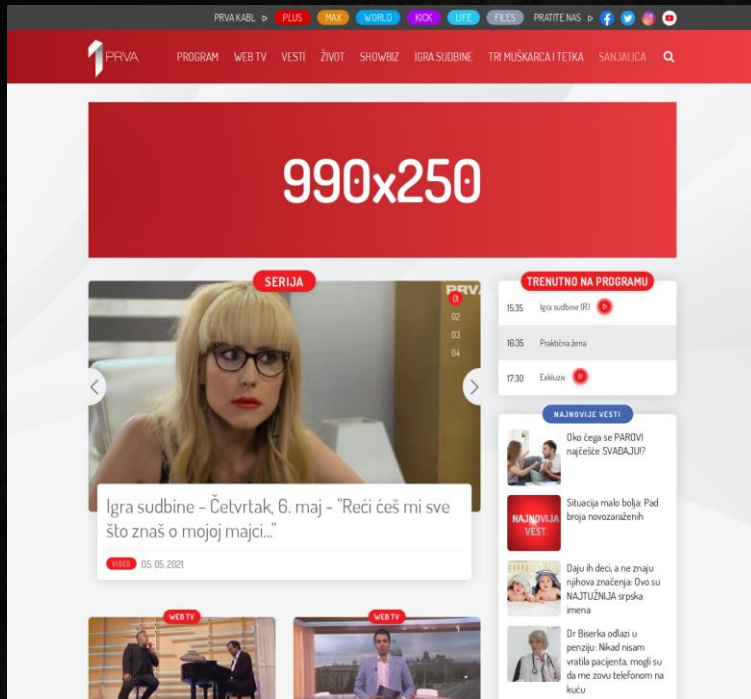 PRVA KABL
PLUS
MAX
WORLD
KICK
LIFE
FILES
PRATITE NAS
PRVA
PROGRAM
WEB TV
VESTI
ŽIVOT
SHOWBIZ
IGRA SUDBINE
TRI MUŠKARCA I TETKA
SANJALICA
990x250
SERIJA
PRVA
01
02
03
04
Igra sudbine - Četvrtak, 6. maj - "Reći ćeš mi sve
što znaš o mojoj majci..."
VIDEO 05. 05. 2021.
WEB TV
WEB TV
TRENUTNO NA PROGRAMU
15:35 Igra sudbine (R)
16:35 Praktična žena
17:30 Exkluziv
NAJNOVIJE VESTI
Oko čega se PAROVI
najčešće SVAĐAJU!?
NAJNOVIJA
VEST
Situacija malo bolja: Pad
broja novozaraženih
Daju ih deci, a ne znaju
njihova značenja: Ovo su
NAJTUŽNIJA srpska
imena
Dr Biserka odlazi u
penziju: Nikad nisam
vratila pacijenta, mogli su
da me zovu telefonom na
kuću